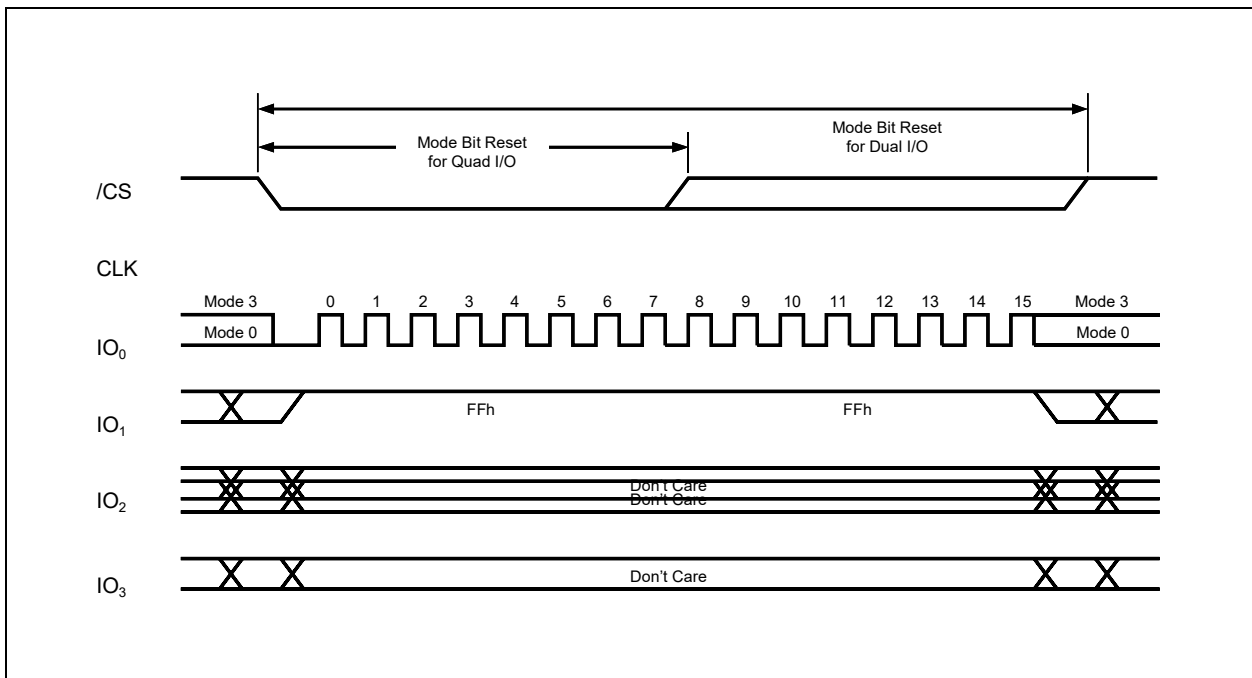 Mode Bit Reset
for Dual I/O
Mode Bit Reset
for Quad I/O
/CS
CLK
Mode 3 0 1 2 3 4 5 6 7 8 9 10 11 12 13 14 15 Mode 3
Mode 0 Mode 0
IO₀
FFh FFh
IO₁
Don't Care
Don't Care
IO₂
Don't Care
IO₃